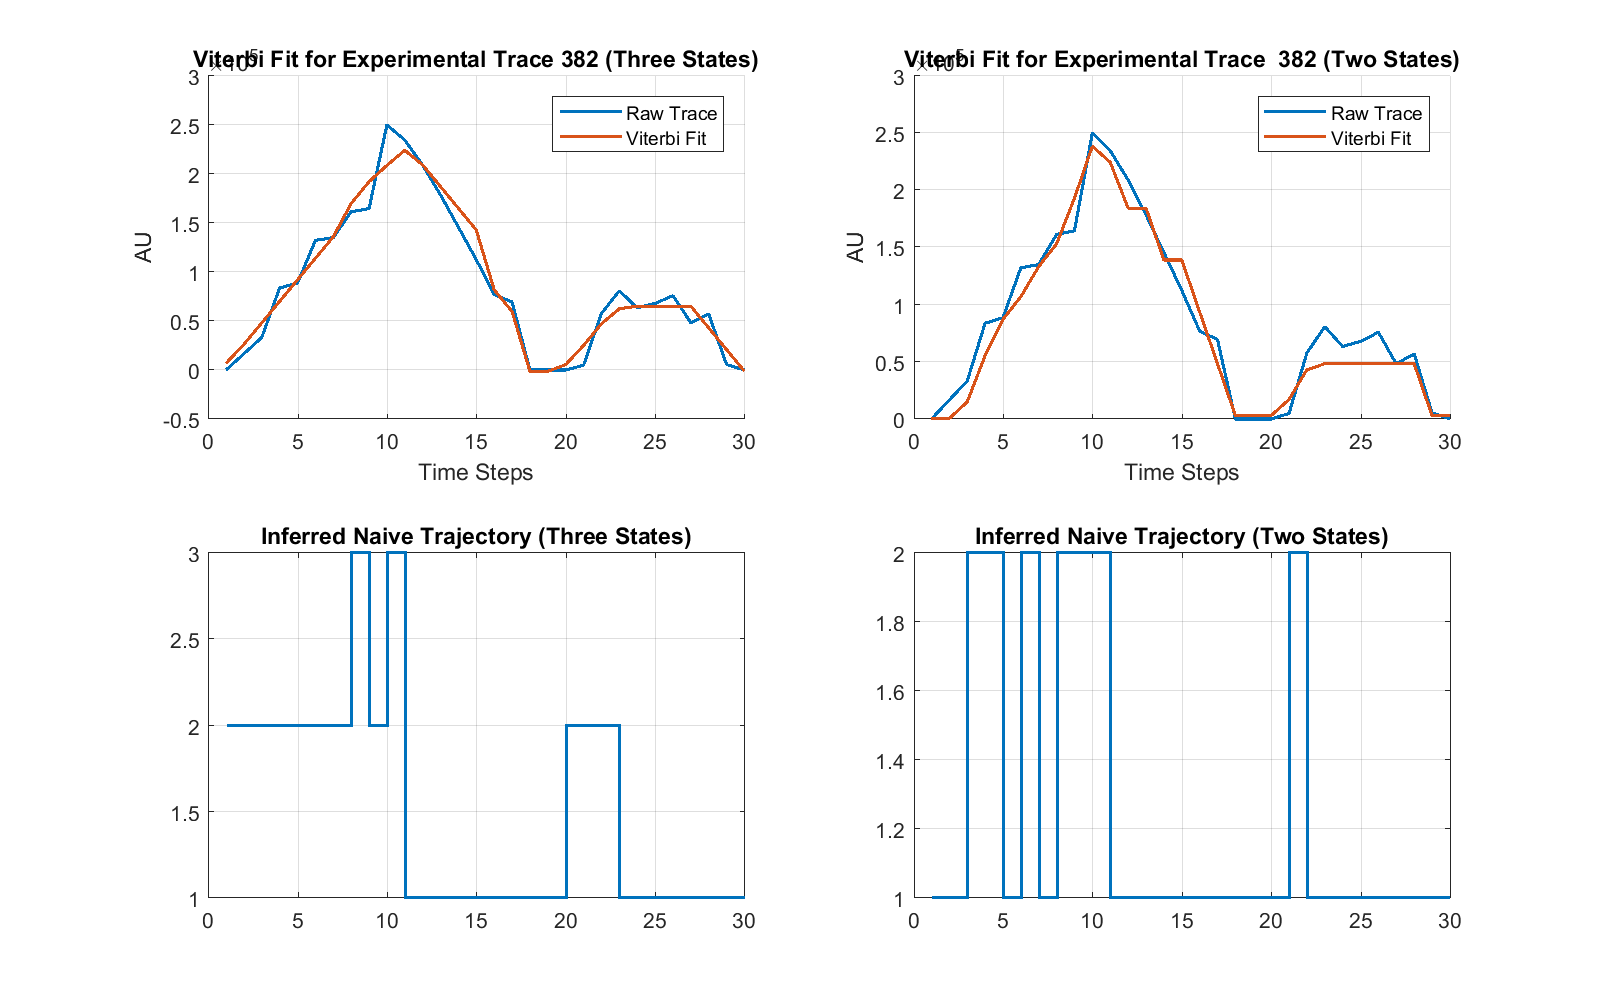 Viterbi Fit for Experimental Trace 382 (Three States)
×10^5
3
2.5
2
1.5
1
0.5
0
-0.5
AU
Raw Trace
Viterbi Fit
0 5 10 15 20 25 30
Time Steps
Viterbi Fit for Experimental Trace 382 (Two States)
×10^5
3
2.5
2
1.5
1
0.5
0
AU
Raw Trace
Viterbi Fit
0 5 10 15 20 25 30
Time Steps
Inferred Naive Trajectory (Three States)
3
2.5
2
1.5
1
0 5 10 15 20 25 30
Inferred Naive Trajectory (Two States)
2
1.8
1.6
1.4
1.2
1
0 5 10 15 20 25 30